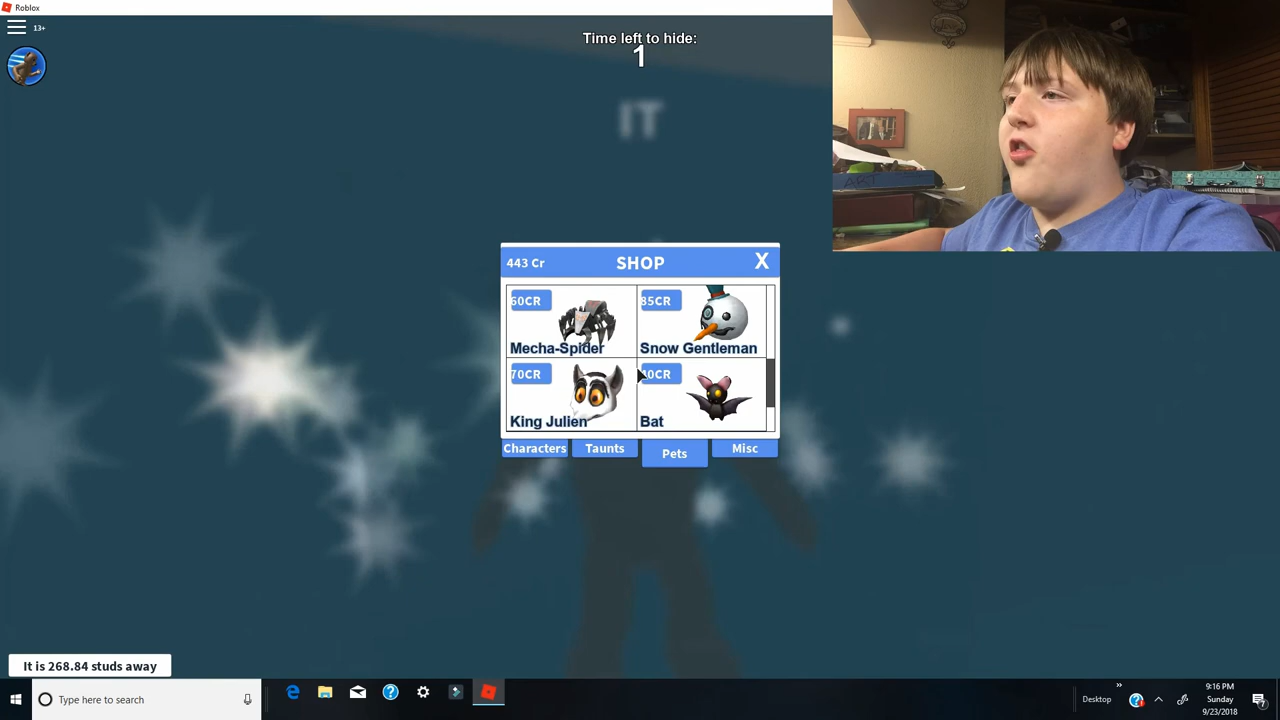 Roblox
13+
Time left to hide:
1
IT
443 Cr
SHOP
X
60CR
85CR
Mecha-Spider
Snow Gentleman
70CR
King Julien
Bat
Characters
Taunts
Pets
Misc
It is 268.84 studs away
Type here to search
Desktop
9:16 PM
Sunday
9/23/2018
ART